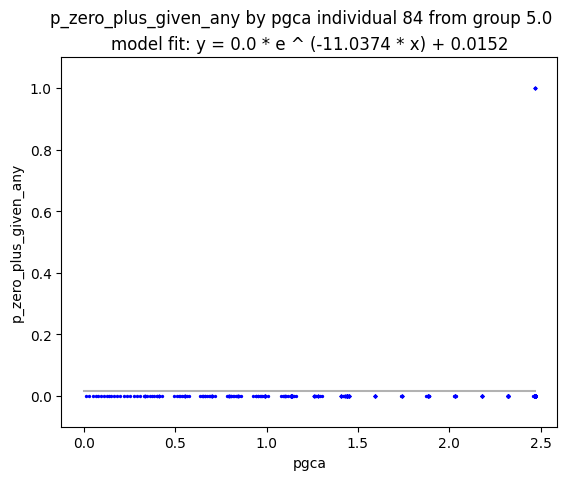 p_zero_plus_given_any by pgca individual 84 from group 5.0
model fit: y = 0.0 * e ^ (-11.0374 * x) + 0.0152
1.0
0.8
0.6
0.4
0.2
0.0
p_zero_plus_given_any
0.0 0.5 1.0 1.5 2.0 2.5
pgca